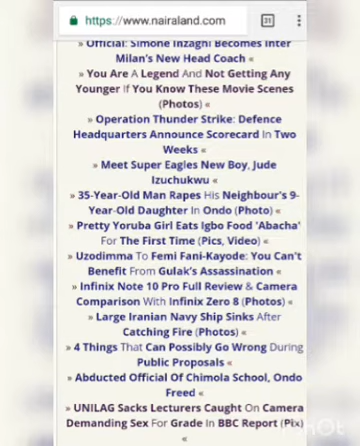 https://www.nairaland.com
» Official: Simone Inzaghi Becomes Inter
Milan's New Head Coach «
» You Are A Legend And Not Getting Any
Younger If You Know These Movie Scenes
(Photos) «
» Operation Thunder Strike: Defence
Headquarters Announce Scorecard In Two
Weeks «
» Meet Super Eagles New Boy, Jude
Izuchukwu «
» 35-Year-Old Man Rapes His Neighbour's 9-
Year-Old Daughter In Ondo (Photo) «
» Pretty Yoruba Girl Eats Igbo Food 'Abacha'
For The First Time (Pics, Video) «
» Uzodimma To Femi Fani-Kayode: You Can't
Benefit From Gulak's Assassination «
» Infinix Note 10 Pro Full Review & Camera
Comparison With Infinix Zero 8 (Photos) «
» Large Iranian Navy Ship Sinks After
Catching Fire (Photos) «
» 4 Things That Can Possibly Go Wrong During
Public Proposals «
» Abducted Official Of Chimola School, Ondo
Freed «
» UNILAG Sacks Lecturers Caught On Camera
Demanding Sex For Grade In BBC Report (Pix)
«